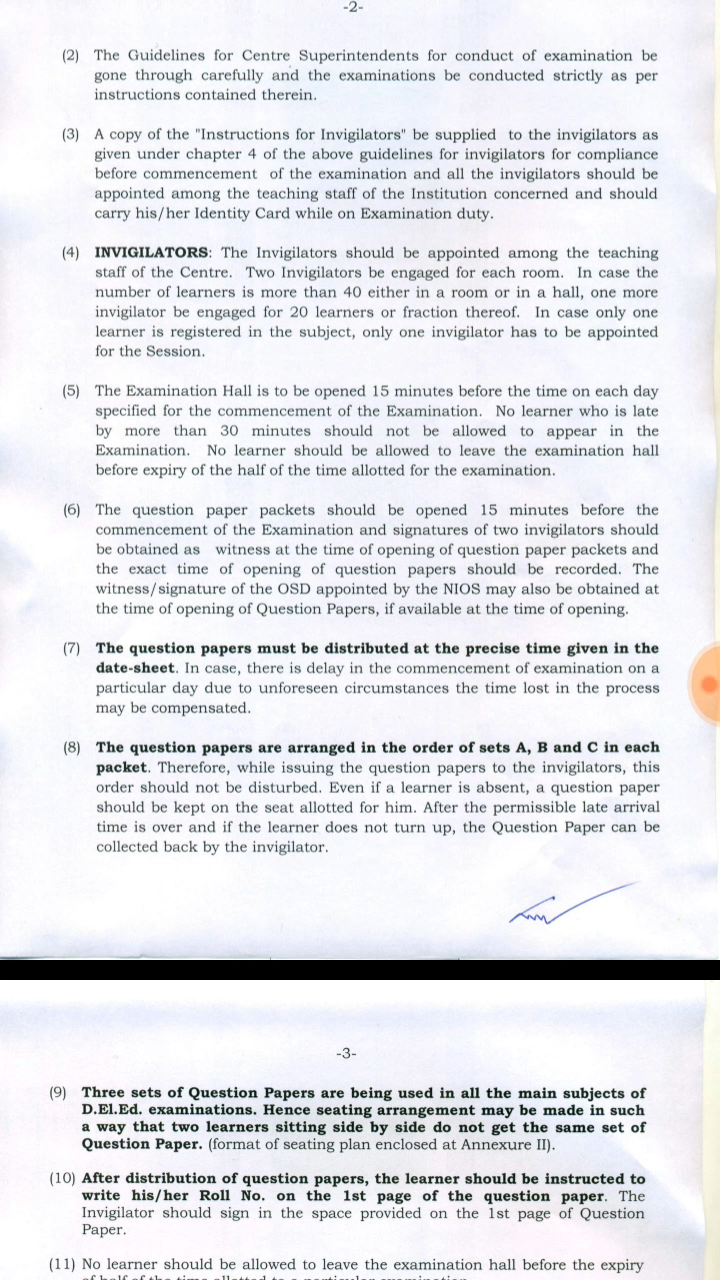 -2-
(2) The Guidelines for Centre Superintendents for conduct of examination be
gone through carefully and the examinations be conducted strictly as per
instructions contained therein.
(3) A copy of the "Instructions for Invigilators" be supplied to the invigilators as
given under chapter 4 of the above guidelines for invigilators for compliance
before commencement of the examination and all the invigilators should be
appointed among the teaching staff of the Institution concerned and should
carry his/her Identity Card while on Examination duty.
(4) INVIGILATORS: The Invigilators should be appointed among the teaching
staff of the Centre. Two Invigilators be engaged for each room. In case the
number of learners is more than 40 either in a room or in a hall, one more
invigilator be engaged for 20 learners or fraction thereof. In case only one
learner is registered in the subject, only one invigilator has to be appointed
for the Session.
(5) The Examination Hall is to be opened 15 minutes before the time on each day
specified for the commencement of the Examination. No learner who is late
by more than 30 minutes should not be allowed to appear in the
Examination. No learner should be allowed to leave the examination hall
before expiry of the half of the time allotted for the examination.
(6) The question paper packets should be opened 15 minutes before the
commencement of the Examination and signatures of two invigilators should
be obtained as witness at the time of opening of question paper packets and
the exact time of opening of question papers should be recorded. The
witness/signature of the OSD appointed by the NIOS may also be obtained at
the time of opening of Question Papers, if available at the time of opening.
(7) The question papers must be distributed at the precise time given in the
date-sheet. In case, there is delay in the commencement of examination on a
particular day due to unforeseen circumstances the time lost in the process
may be compensated.
(8) The question papers are arranged in the order of sets A, B and C in each
packet. Therefore, while issuing the question papers to the invigilators, this
order should not be disturbed. Even if a learner is absent, a question paper
should be kept on the seat allotted for him. After the permissible late arrival
time is over and if the learner does not turn up, the Question Paper can be
collected back by the invigilator.
-3-
(9) Three sets of Question Papers are being used in all the main subjects of
D.El.Ed. examinations. Hence seating arrangement may be made in such
a way that two learners sitting side by side do not get the same set of
Question Paper. (format of seating plan enclosed at Annexure II).
(10) After distribution of question papers, the learner should be instructed to
write his/her Roll No. on the 1st page of the question paper. The
Invigilator should sign in the space provided on the 1st page of Question
Paper.
(11) No learner should be allowed to leave the examination hall before the expiry